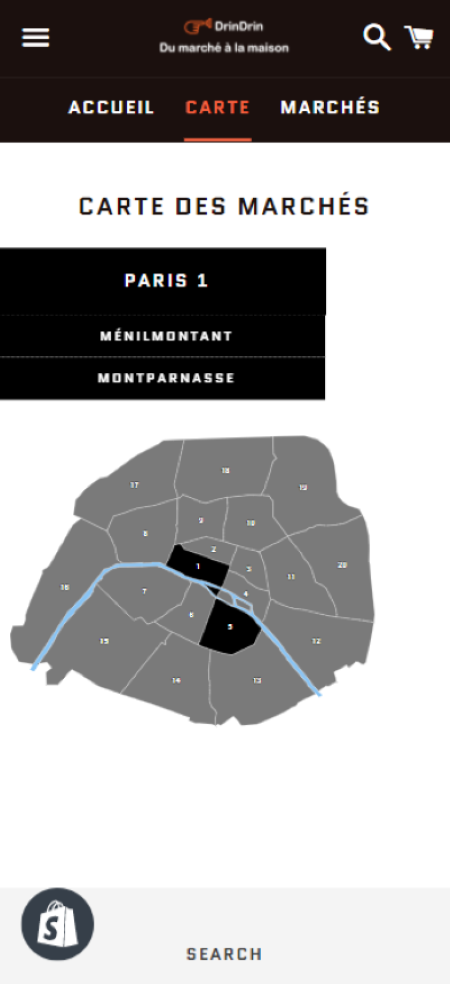 DrinDrin
Du marché à la maison
ACCUEIL CARTE MARCHÉS
CARTE DES MARCHÉS
PARIS 1
MÉNILMONTANT
MONTPARNASSE
18
17
19
9
10
8
2
20
1
3
11
16
7
4
6
5
15
12
14
13
S
SEARCH